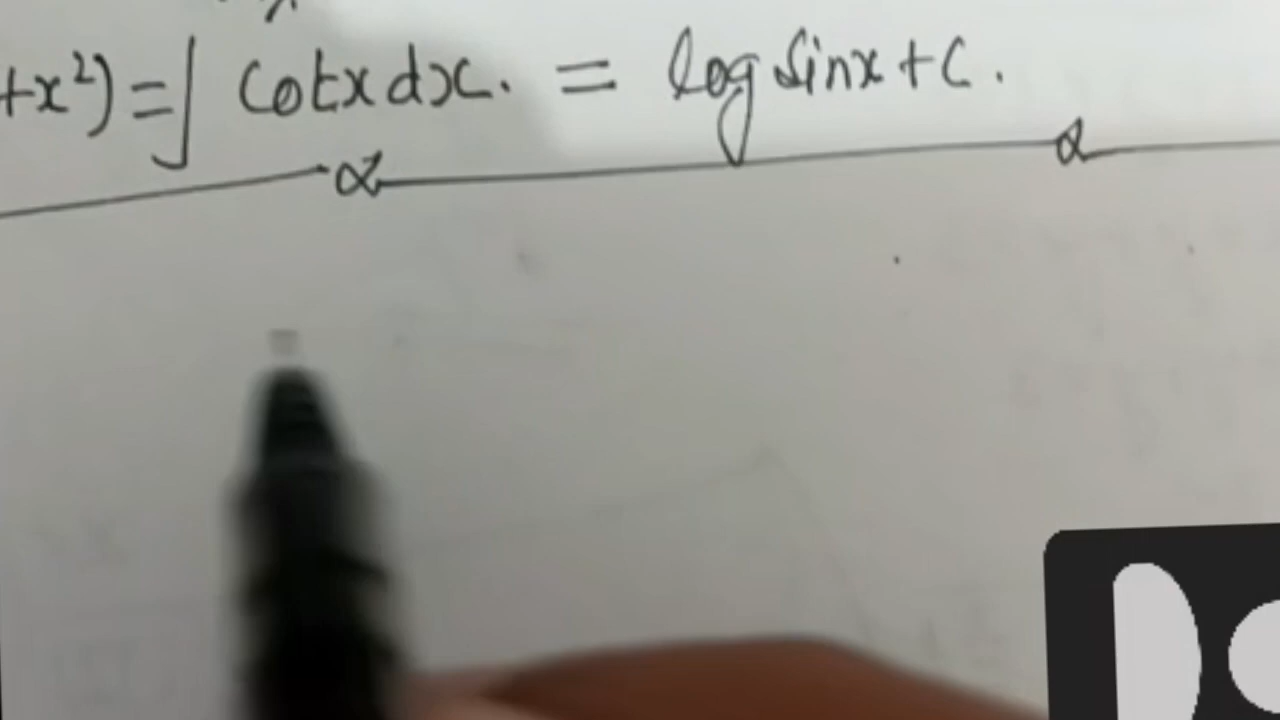 +x²) = ∫ cotx dx. = log sinx + c.